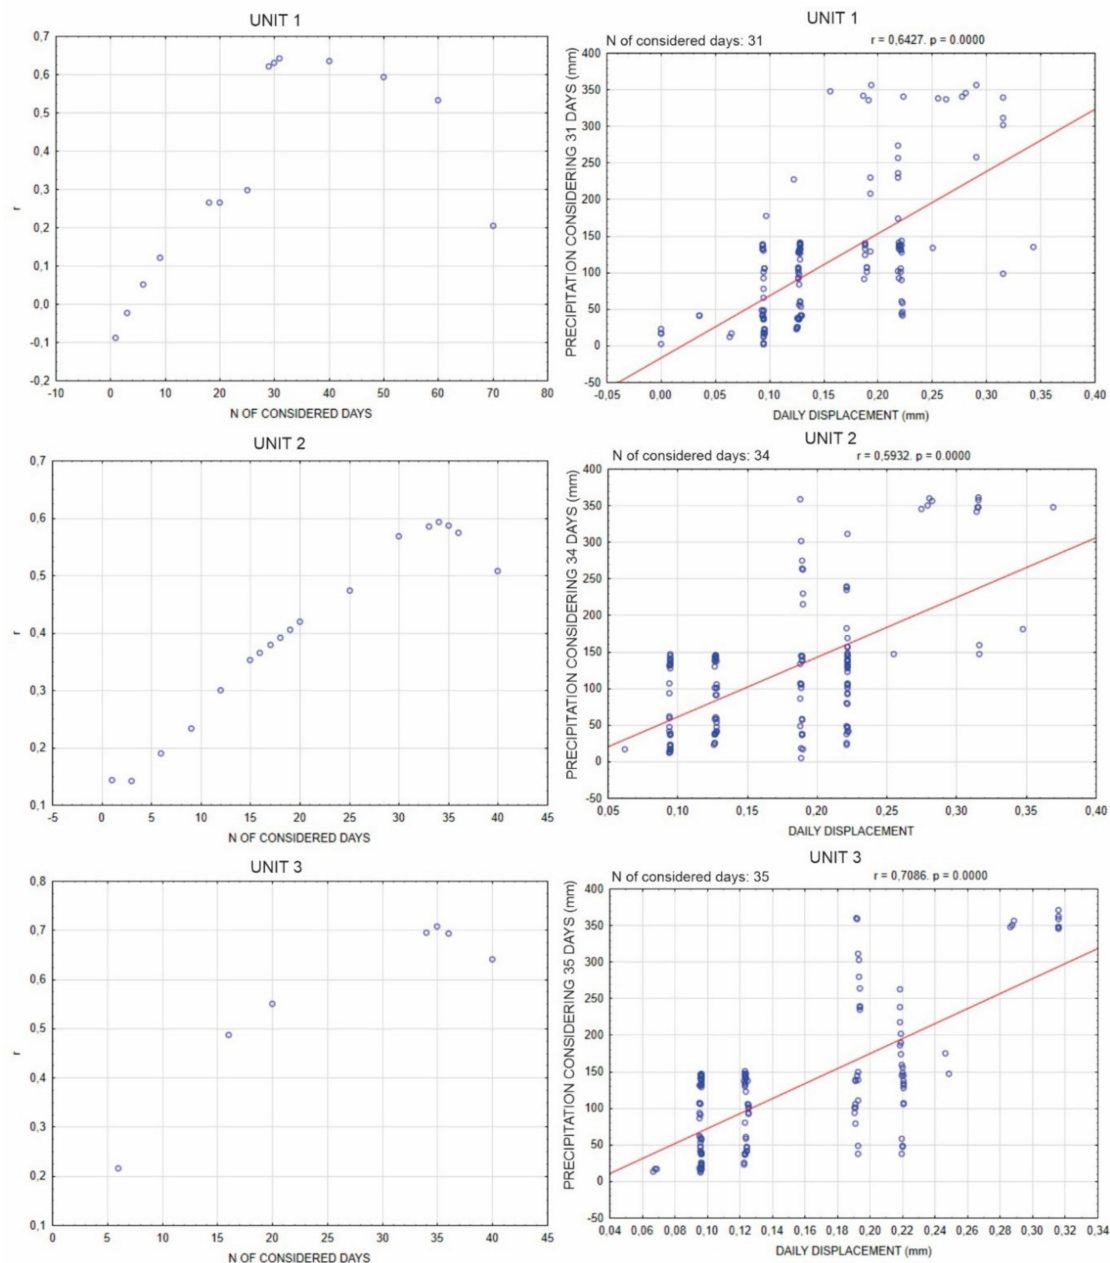 UNIT 1
0,7
0,6
0,5
0,4
0,3
0,2
0,1
0,0
-0,1
-0,2
r
-10 0 10 20 30 40 50 60 70 80
N OF CONSIDERED DAYS
UNIT 1
N of considered days: 31 r = 0,6427. p = 0.0000
PRECIPITATION CONSIDERING 31 DAYS (mm)
400
350
300
250
200
150
100
50
0
-50
-0,05 0,00 0,05 0,10 0,15 0,20 0,25 0,30 0,35 0,40
DAILY DISPLACEMENT (mm)
UNIT 2
0,7
0,6
0,5
0,4
0,3
0,2
0,1
r
-5 0 5 10 15 20 25 30 35 40 45
N OF CONSIDERED DAYS
UNIT 2
N of considered days: 34 r = 0,5932. p = 0.0000
PRECIPITATION CONSIDERING 34 DAYS (mm)
400
350
300
250
200
150
100
50
0
-50
0,05 0,10 0,15 0,20 0,25 0,30 0,35 0,40
DAILY DISPLACEMENT
UNIT 3
0,8
0,7
0,6
0,5
0,4
0,3
0,2
0,1
r
0 5 10 15 20 25 30 35 40 45
N OF CONSIDERED DAYS
UNIT 3
N of considered days: 35 r = 0,7086. p = 0.0000
PRECIPITATION CONSIDERING 35 DAYS (mm)
400
350
300
250
200
150
100
50
0
-50
0,04 0,06 0,08 0,10 0,12 0,14 0,16 0,18 0,20 0,22 0,24 0,26 0,28 0,30 0,32 0,34
DAILY DISPLACEMENT (mm)